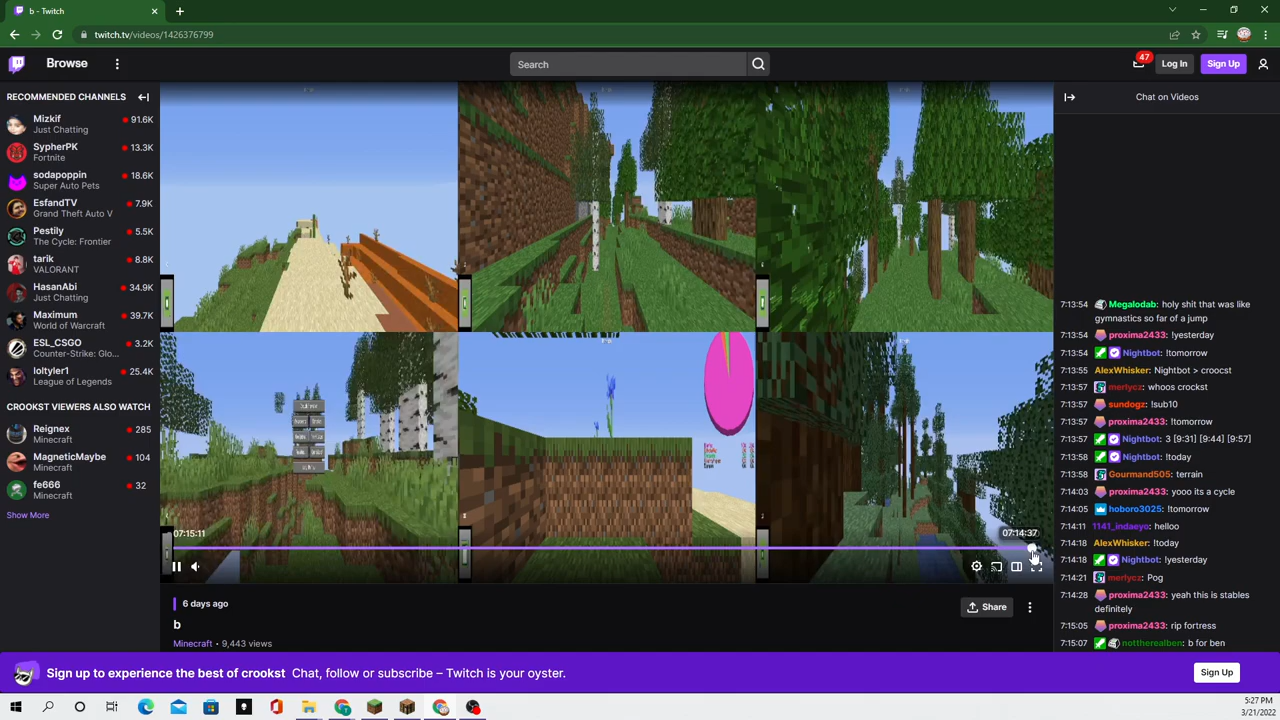 b - Twitch
twitch.tv/videos/1426376799
Browse
Search
47
Log In
Sign Up
RECOMMENDED CHANNELS
Mizkif
91.6K
Just Chatting
SypherPK
13.3K
Fortnite
sodapoppin
18.6K
Super Auto Pets
EsfandTV
7.9K
Grand Theft Auto V
Pestily
5.5K
The Cycle: Frontier
tarik
8.8K
VALORANT
HasanAbi
34.9K
Just Chatting
Maximum
39.7K
World of Warcraft
ESL_CSGO
3.2K
Counter-Strike: Glo...
loltyler1
25.4K
League of Legends
CROOKST VIEWERS ALSO WATCH
Reignex
285
Minecraft
MagneticMaybe
104
Minecraft
fe666
32
Minecraft
Show More
07:15:11
07:14:37
6 days ago
Share
b
Minecraft • 9,443 views
Chat on Videos
7:13:54 Megalodab: holy shit that was like
gymnastics so far of a jump
7:13:54 proxima2433: !yesterday
7:13:54 Nightbot: !tomorrow
7:13:55 AlexWhisker: Nightbot > croocst
7:13:57 merlycz: whoos crockst
7:13:57 sundogz: !sub10
7:13:57 proxima2433: !tomorrow
7:13:57 Nightbot: 3 [9:31] [9:44] [9:57]
7:13:58 Nightbot: !today
7:13:58 Gourmand505: terrain
7:14:03 proxima2433: yooo its a cycle
7:14:05 hoboro3025: !tomorrow
7:14:11 1141_indaeyo: helloo
7:14:18 AlexWhisker: !today
7:14:18 Nightbot: !yesterday
7:14:21 merlycz: Pog
7:14:28 proxima2433: yeah this is stables
definitely
7:15:05 proxima2433: rip fortress
7:15:07 nottherealben: b for ben
Sign up to experience the best of crookst Chat, follow or subscribe – Twitch is your oyster.
Sign Up
5:27 PM
3/21/2022